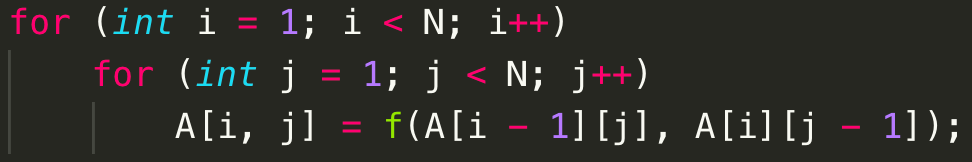 for (int i = 1; i < N; i++)
for (int j = 1; j < N; j++)
A[i, j] = f(A[i - 1][j], A[i][j - 1]);